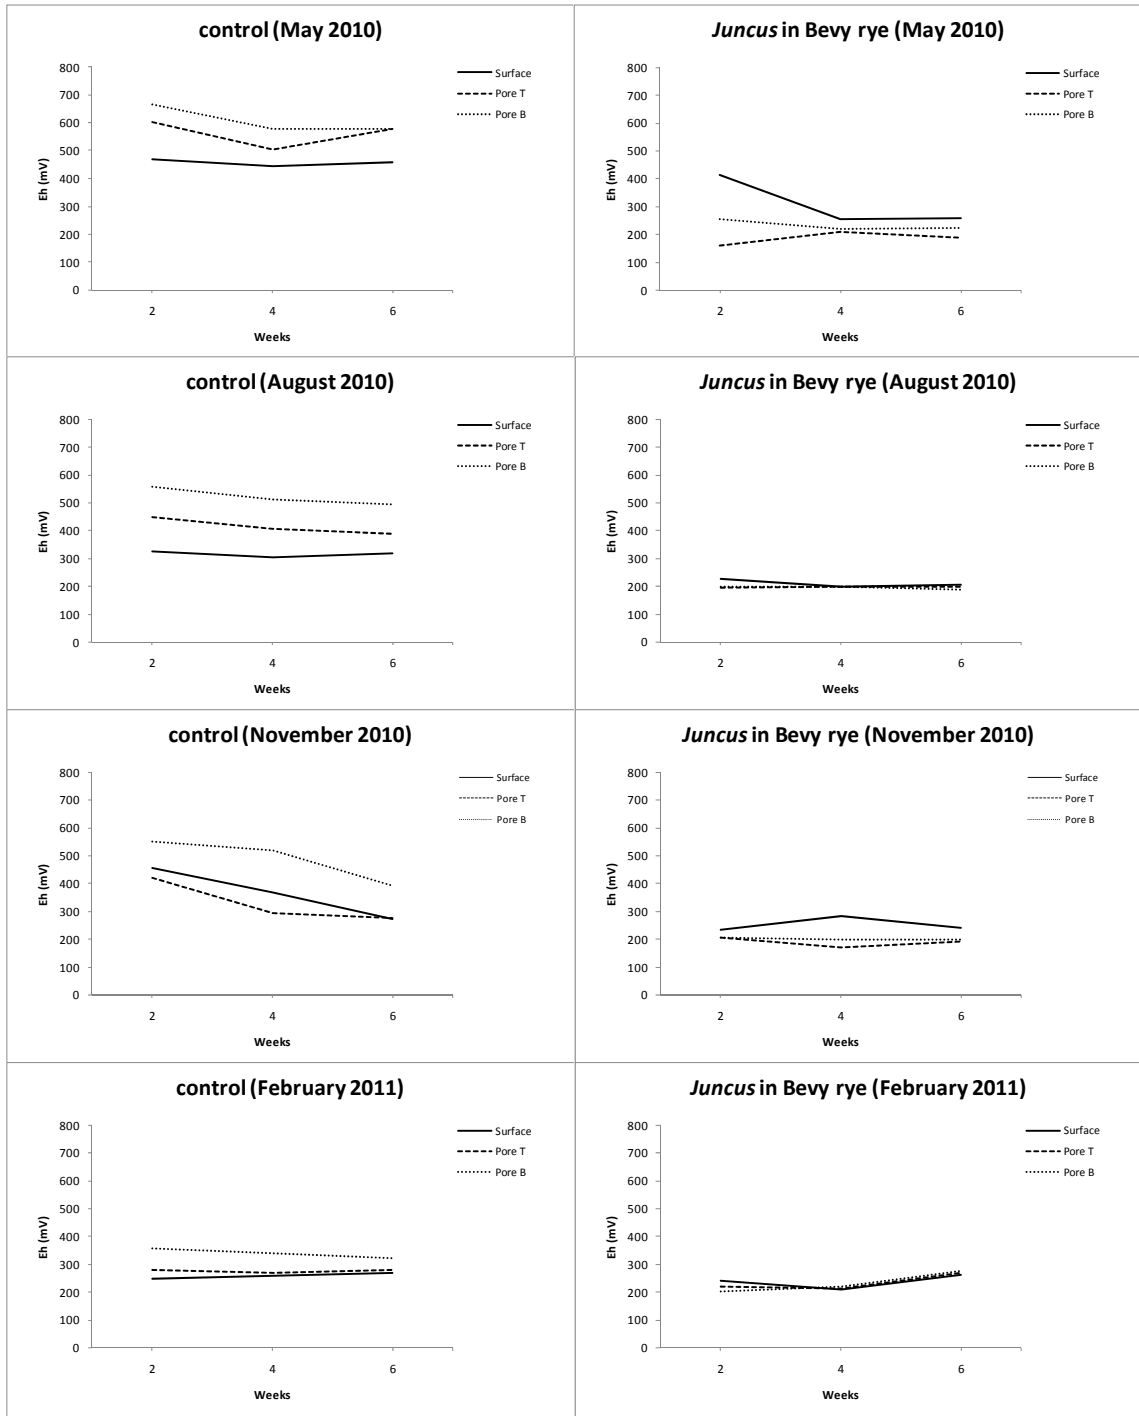 control (May 2010)
800
700
600
500
400
300
200
100
0
Eh (mV)
2 4 6
Weeks
Surface
Pore T
Pore B
Juncus in Bevy rye (May 2010)
800
700
600
500
400
300
200
100
0
Eh (mV)
2 4 6
Weeks
Surface
Pore T
Pore B
control (August 2010)
800
700
600
500
400
300
200
100
0
Eh (mV)
2 4 6
Weeks
Surface
Pore T
Pore B
Juncus in Bevy rye (August 2010)
800
700
600
500
400
300
200
100
0
Eh (mV)
2 4 6
Weeks
Surface
Pore T
Pore B
control (November 2010)
800
700
600
500
400
300
200
100
0
Eh (mV)
2 4 6
Weeks
Surface
Pore T
Pore B
Juncus in Bevy rye (November 2010)
800
700
600
500
400
300
200
100
0
Eh (mV)
2 4 6
Weeks
Surface
Pore T
Pore B
control (February 2011)
800
700
600
500
400
300
200
100
0
Eh (mV)
2 4 6
Weeks
Surface
Pore T
Pore B
Juncus in Bevy rye (February 2011)
800
700
600
500
400
300
200
100
0
Eh (mV)
2 4 6
Weeks
Surface
Pore T
Pore B